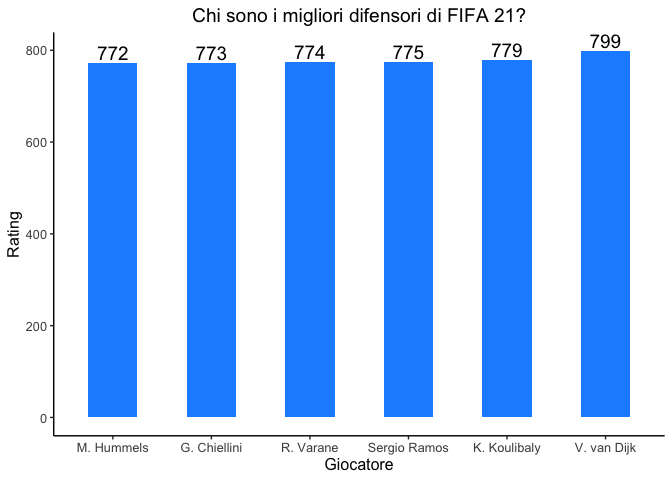 Chi sono i migliori difensori di FIFA 21?
772 773 774 775 779 799
800
600
400
200
0
Rating
M. Hummels G. Chiellini R. Varane Sergio Ramos K. Koulibaly V. van Dijk
Giocatore